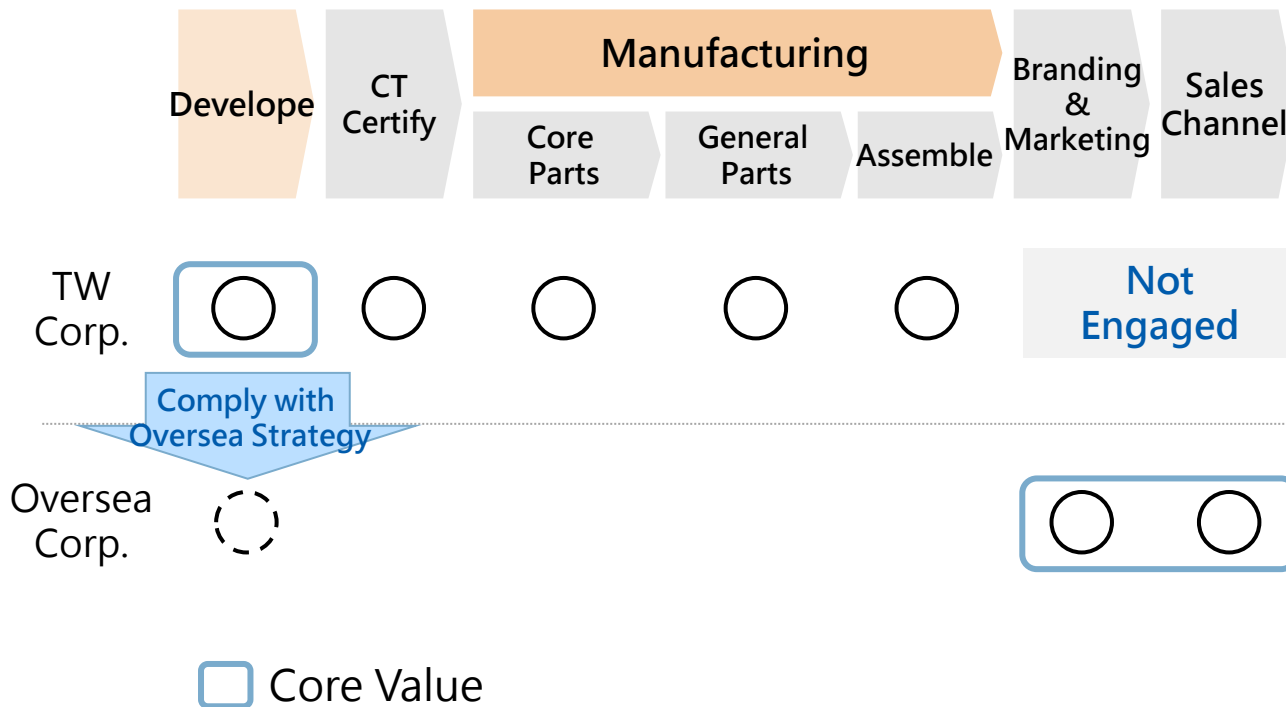 Develope
CT
Certify
Manufacturing
Core
Parts
General
Parts
Assemble
Branding
&
Marketing
Sales
Channel
TW
Corp.
Not
Engaged
Comply with
Oversea Strategy
Oversea
Corp.
Core Value